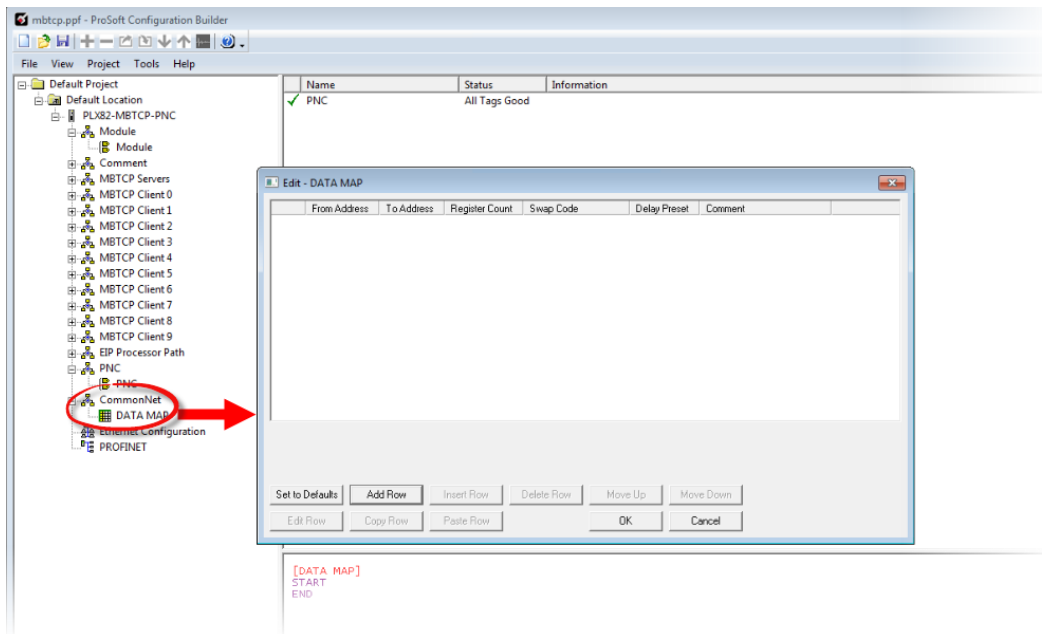 mbtcp.ppf - ProSoft Configuration Builder
File View Project Tools Help
Default Project
Default Location
PLX82-MBTCP-PNC
Module
Module
Comment
MBTCP Servers
MBTCP Client 0
MBTCP Client 1
MBTCP Client 2
MBTCP Client 3
MBTCP Client 4
MBTCP Client 5
MBTCP Client 6
MBTCP Client 7
MBTCP Client 8
MBTCP Client 9
EIP Processor Path
PNC
PNC
CommonNet
DATA MAP
Ethernet Configuration
PROFINET
Name Status Information
PNC All Tags Good
Edit - DATA MAP
From Address To Address Register Count Swap Code Delay Preset Comment
Set to Defaults Add Row Insert Row Delete Row Move Up Move Down
Edit Row Copy Row Paste Row OK Cancel
[DATA MAP]
START
END